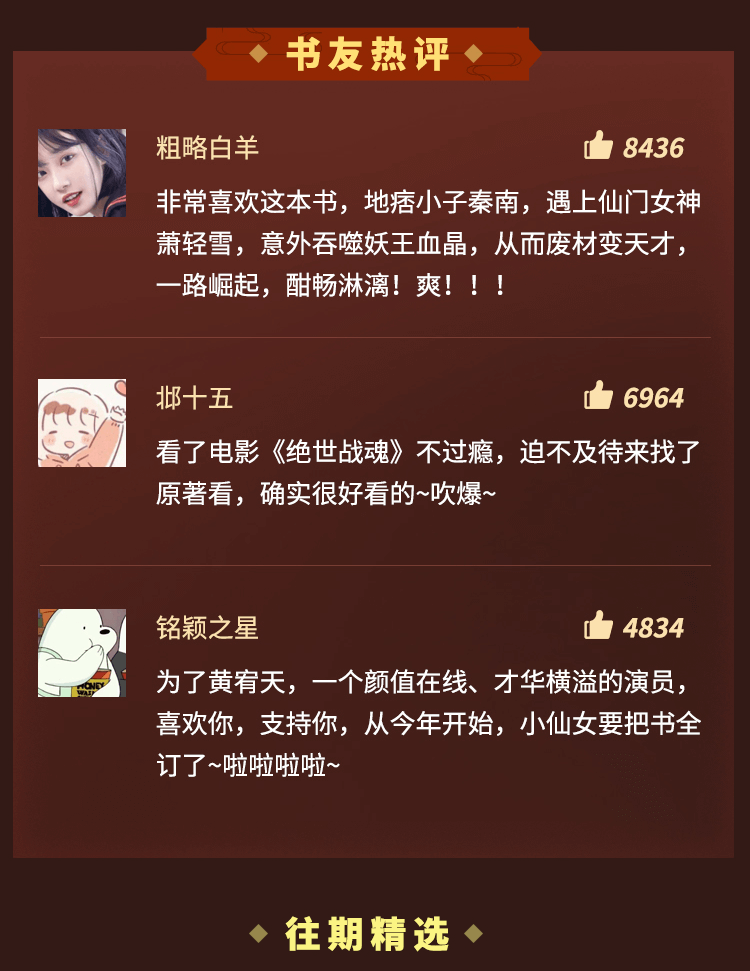 书友热评
粗略白羊
8436
非常喜欢这本书，地痞小子秦南，遇上仙门女神
萧轻雪，意外吞噬妖王血晶，从而废材变天才，
一路崛起，酣畅淋漓！爽！！！
邶十五
6964
看了电影《绝世战魂》不过瘾，迫不及待来找了
原著看，确实很好看的~吹爆~
铭颖之星
4834
为了黄宥天，一个颜值在线、才华横溢的演员，
喜欢你，支持你，从今年开始，小仙女要把书全
订了~啦啦啦啦~
往期精选